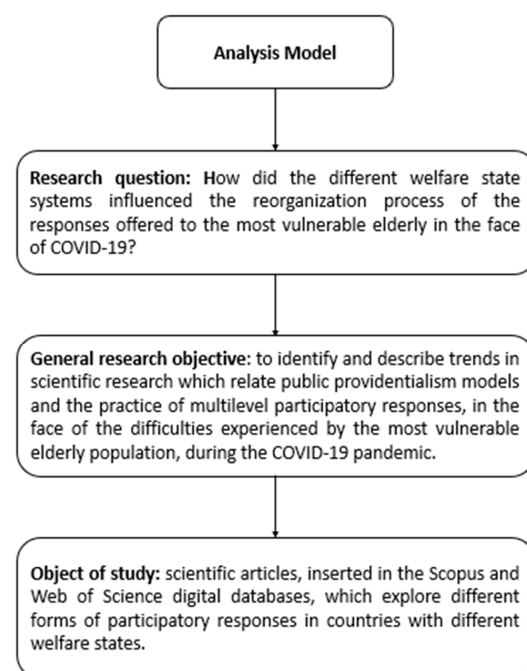 Analysis Model
Research question: How did the different welfare state
systems influenced the reorganization process of the
responses offered to the most vulnerable elderly in the face
of COVID-19?
General research objective: to identify and describe trends in
scientific research which relate public providentialism models
and the practice of multilevel participatory responses, in the
face of the difficulties experienced by the most vulnerable
elderly population, during the COVID-19 pandemic.
Object of study: scientific articles, inserted in the Scopus and
Web of Science digital databases, which explore different
forms of participatory responses in countries with different
welfare states.